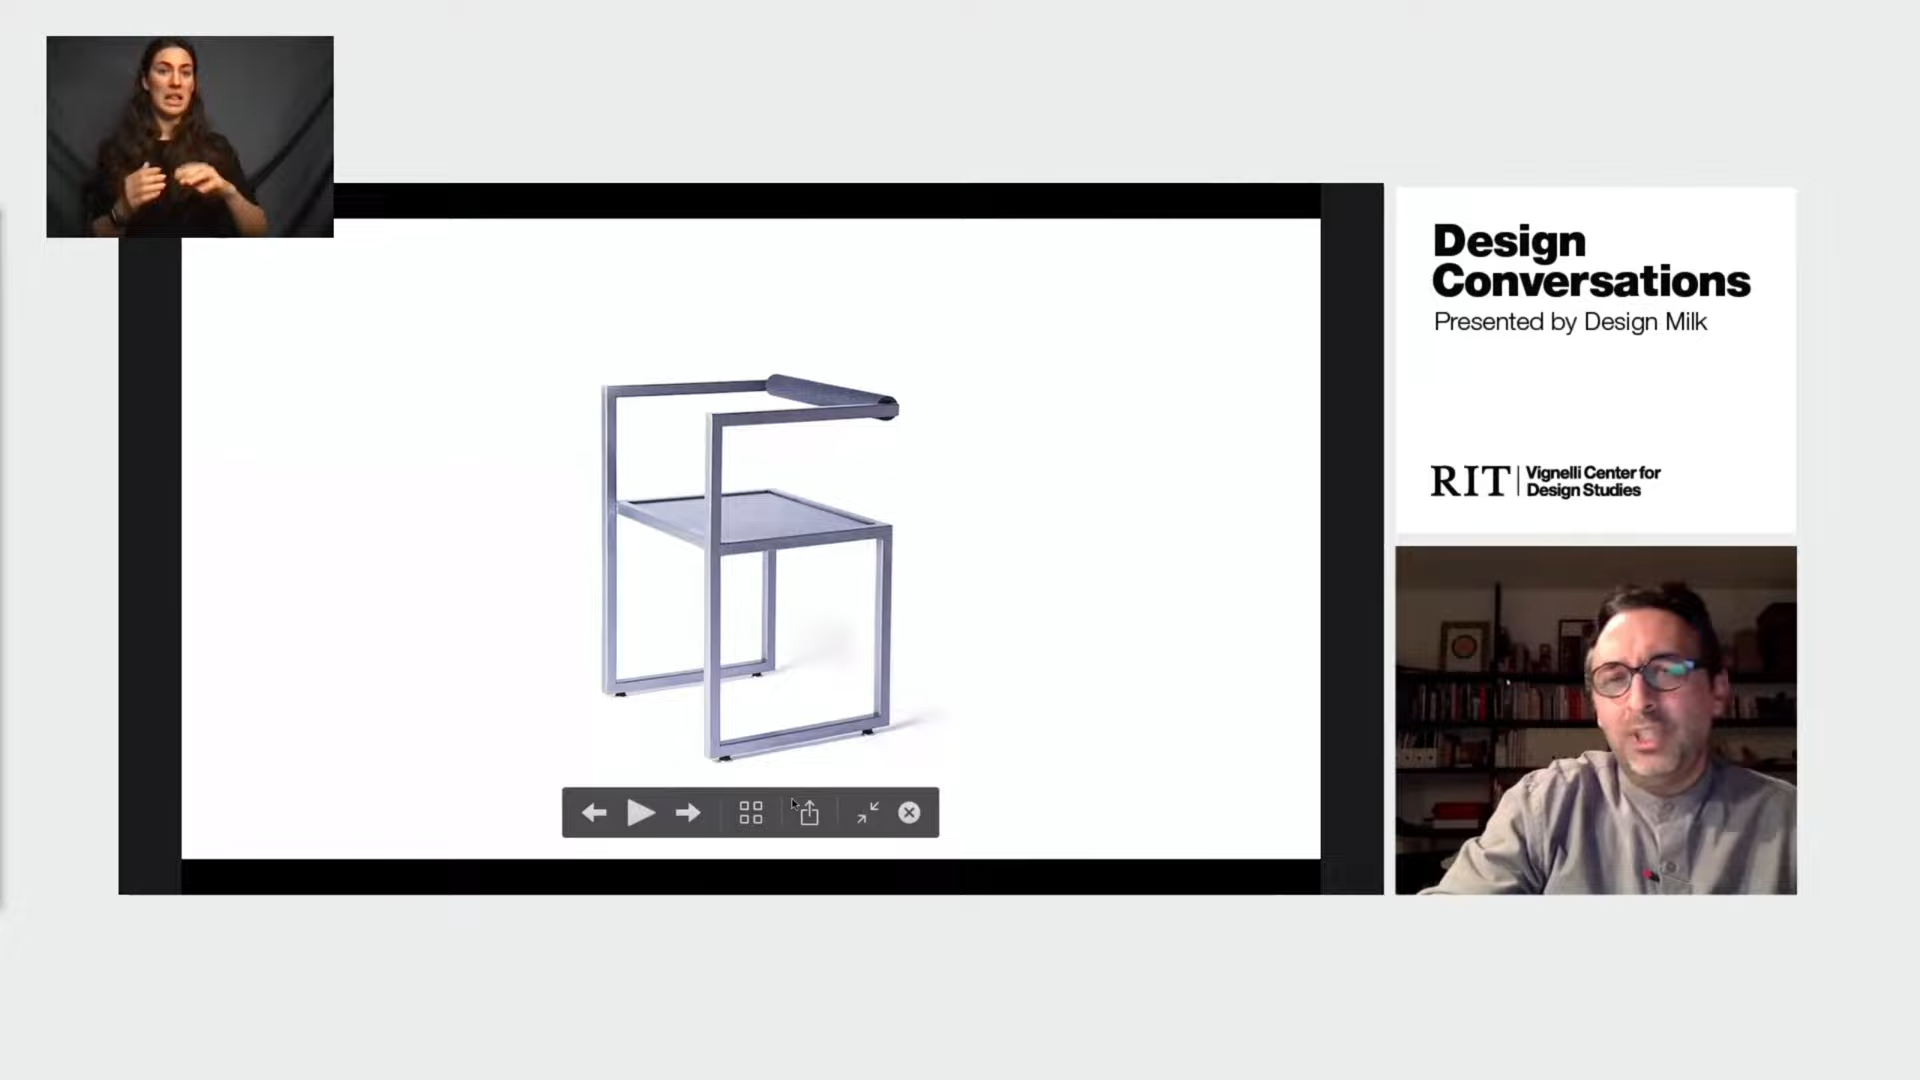 Design
Conversations
Presented by Design Milk
RIT
Vignelli Center for
Design Studies